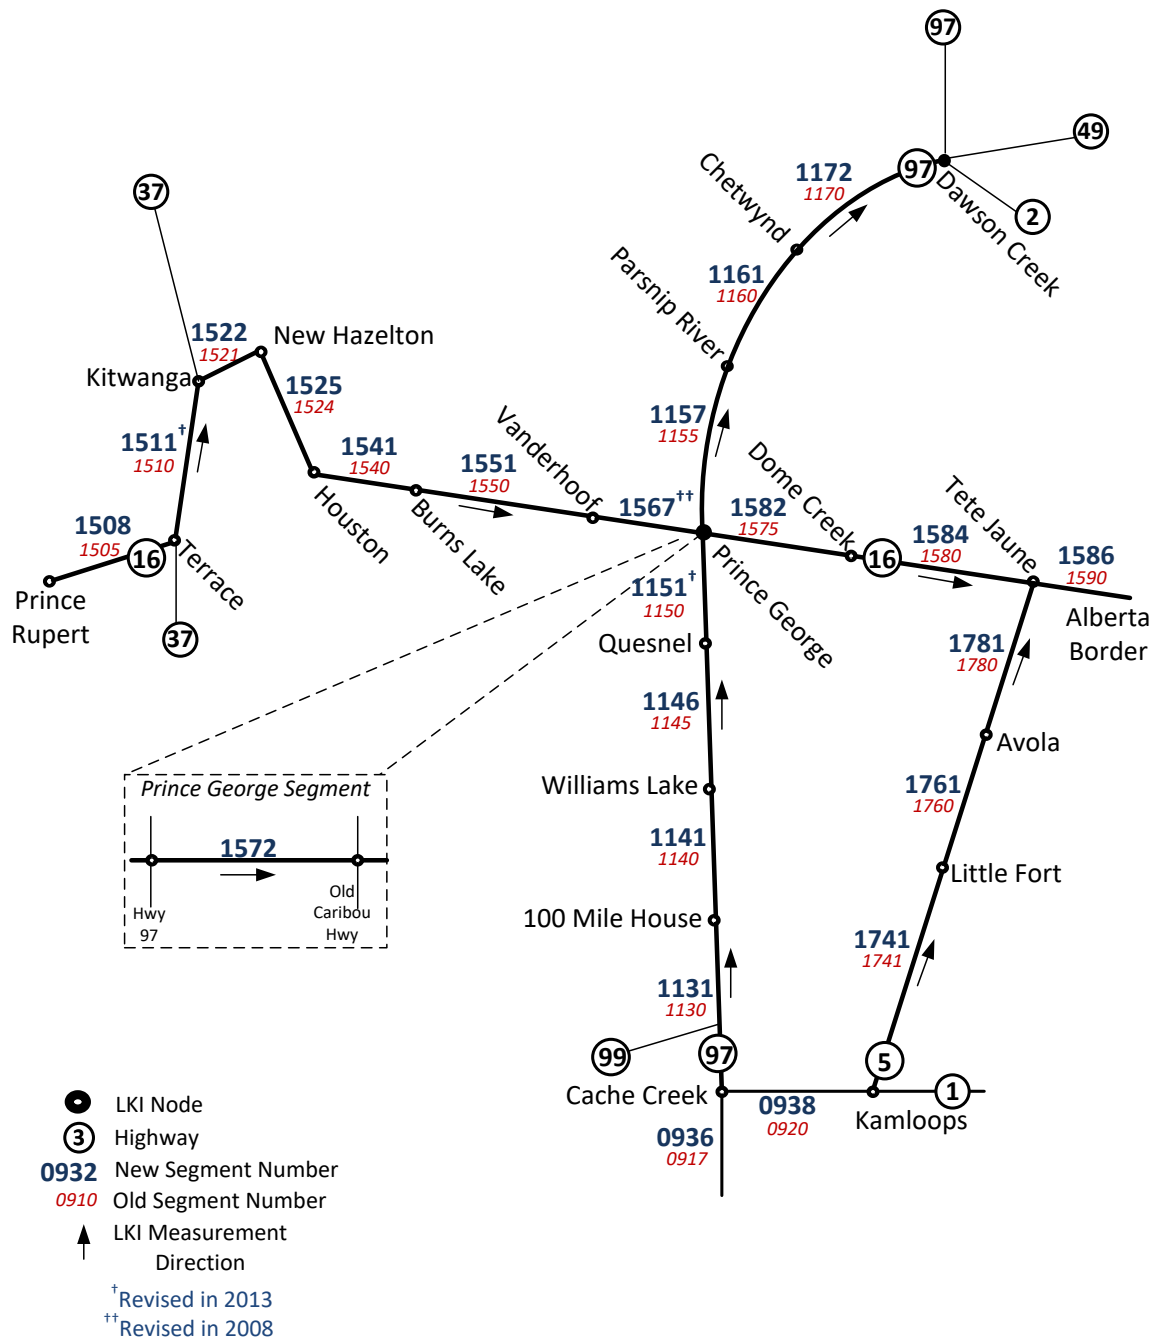 97
49
Chetwynd
1172
1170
97
Dawson Creek
2
37
1161
1160
Parsnip River
1522
1521
New Hazelton
Kitwanga
1525
1524
1511†
1510
1541
1540
1551
1550
Vanderhoof
1157
1155
Dome Creek
Tete Jaune
1567††
1582
1575
1584
1580
1586
1590
1508
1505
16
Terrace
Houston
Burns Lake
Prince George
16
Prince
Rupert
37
1151†
1150
Alberta
Border
Quesnel
1781
1780
1146
1145
Avola
Prince George Segment
Williams Lake
1761
1760
1572
1141
1140
Little Fort
Hwy
97
Old
Caribou
Hwy
100 Mile House
1741
1741
1131
1130
99
97
5
Cache Creek
0938
0920
1
Kamloops
0936
0917
LKI Node
3 Highway
0932 New Segment Number
0910 Old Segment Number
LKI Measurement
Direction
†Revised in 2013
††Revised in 2008